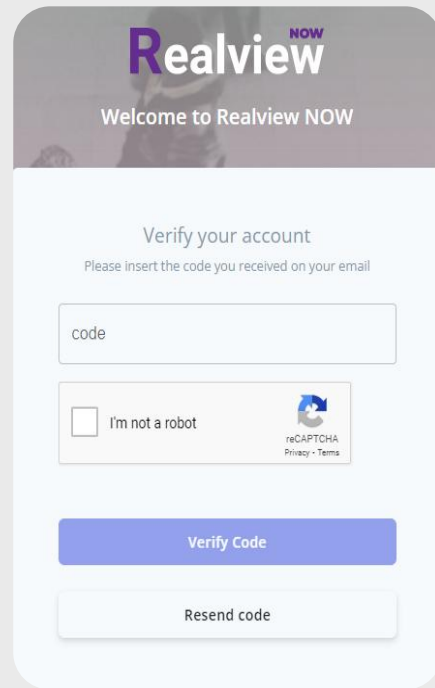 NOW
Realview
Welcome to Realview NOW
Verify your account
Please insert the code you received on your email
code
I'm not a robot
reCAPTCHA
Privacy - Terms
Verify Code
Resend code